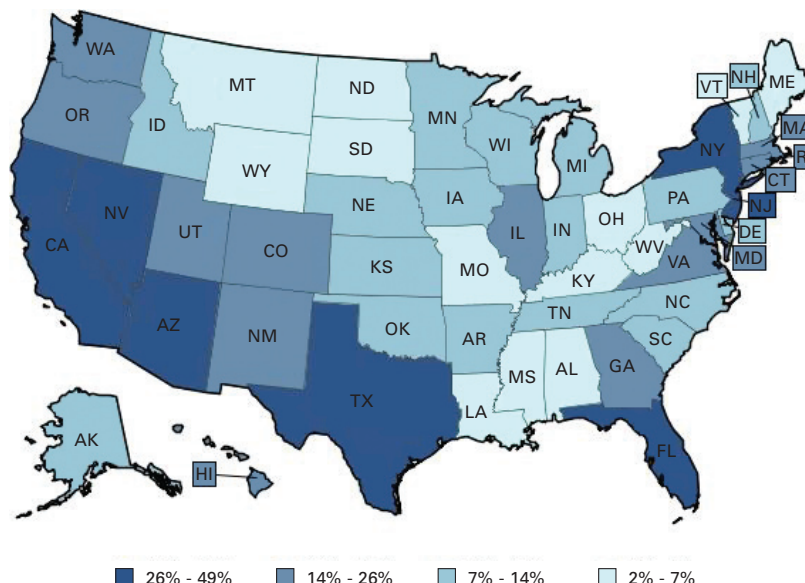 WA
MT
ND
MN
VT
NH
ME
OR
ID
WI
MA
SD
NY
MI
R
WY
CT
IA
PA
NJ
NE
NV
OH
IN
DE
UT
IL
CA
CO
WV
MD
VA
KS
MO
KY
NC
TN
AZ
OK
NM
AR
SC
MS
AL
GA
TX
LA
AK
FL
HI
26% - 49%
14% - 26%
7% - 14%
2% - 7%